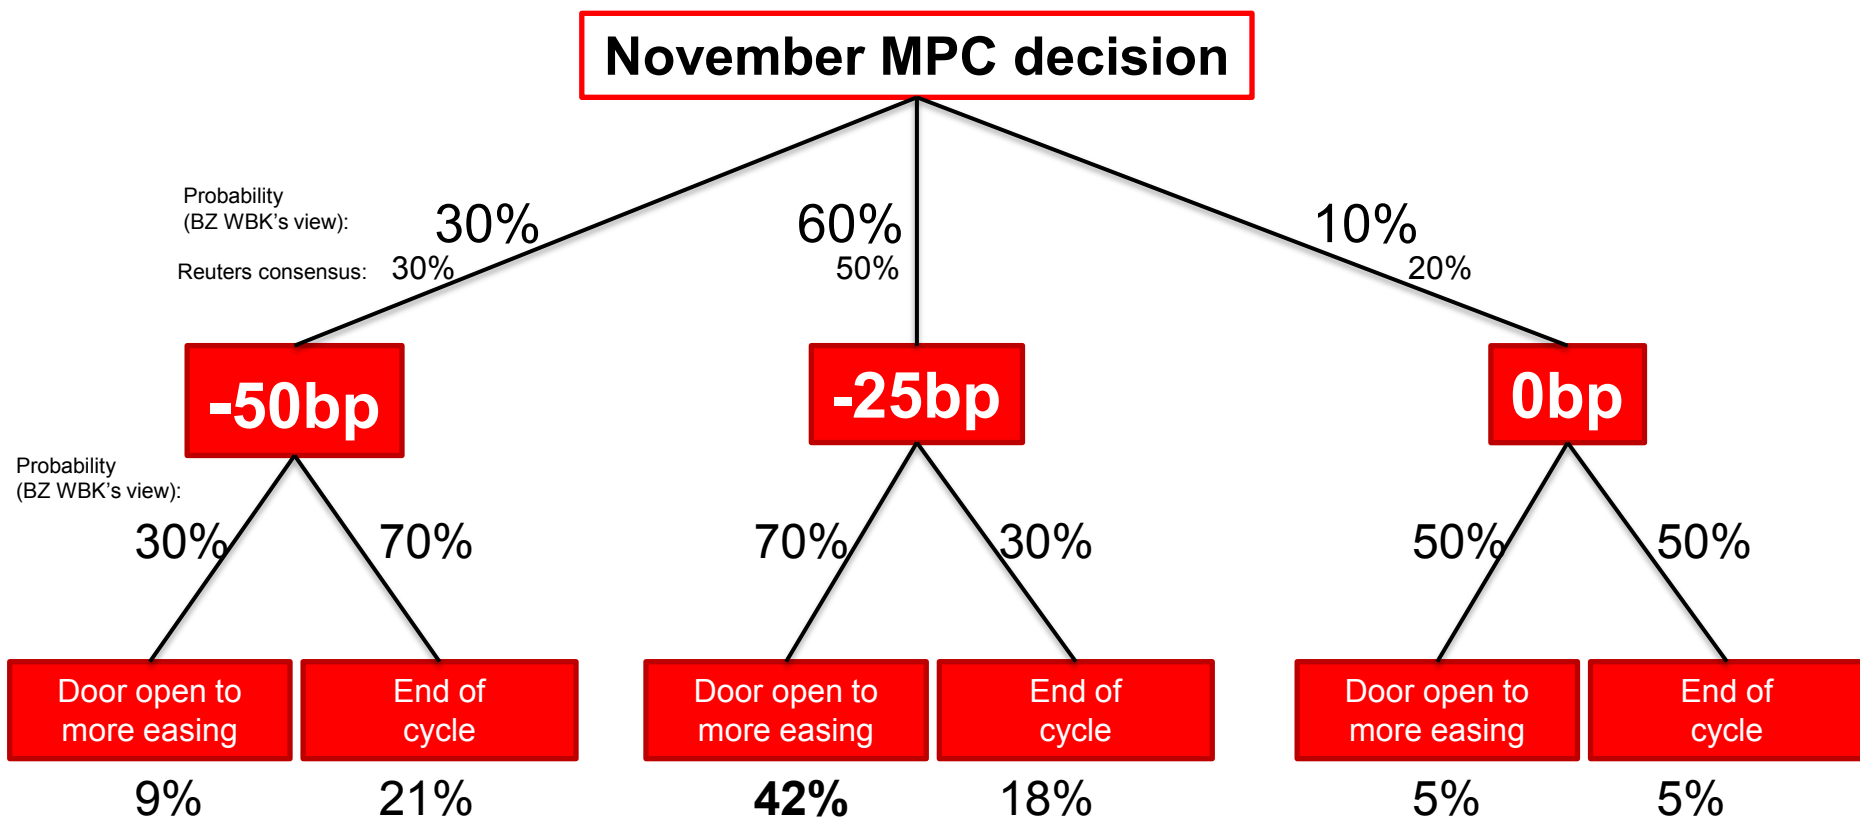 November MPC decision
Probability
(BZ WBK's view):
30%
60%
10%
Reuters consensus:
30%
50%
20%
-50bp
-25bp
0bp
Probability
(BZ WBK's view):
30%
70%
70%
30%
50%
50%
Door open to
more easing
End of
cycle
Door open to
more easing
End of
cycle
Door open to
more easing
End of
cycle
9%
21%
42%
18%
5%
5%